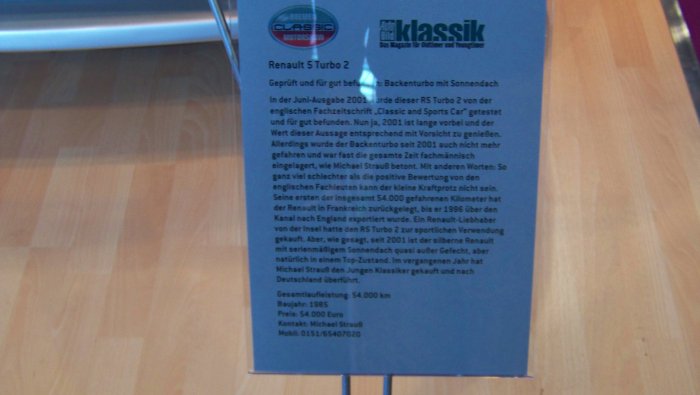 BREMEN
CLASSIC
MOTORSHOW
klassik
Das Magazin für Oldtimer und Youngtimer
Renault 5 Turbo 2
Geprüft und für gut befunden: Backenturbo mit Sonnendach
In der Juni-Ausgabe 2001 wurde dieser R5 Turbo 2 von der
englischen Fachzeitschrift „Classic and Sports Car" getestet
und für gut befunden. Nun ja, 2001 ist lange vorbei und der
Wert dieser Aussage entsprechend mit Vorsicht zu genießen.
Allerdings wurde der Backenturbo seit 2001 auch nicht mehr
gefahren und war fast die gesamte Zeit fachmännisch
eingelagert, wie Michael Strauß betont. Mit anderen Worten: So
ganz viel schlechter als die positive Bewertung von den
englischen Fachleuten kann der kleine Kraftprotz nicht sein.
Seine ersten der insgesamt 54.000 gefahrenen Kilometer hat
der Renault in Frankreich zurückgelegt, bis er 1986 über den
Kanal nach England exportiert wurde. Ein Renault-Liebhaber
von der Insel hatte den R5 Turbo 2 zur sportlichen Verwendung
gekauft. Aber, wie gesagt, seit 2001 ist der silberne Renault
mit serienmäßigem Sonnendach quasi außer Gefecht, aber
natürlich in einem Top-Zustand. Im vergangenen Jahr hat
Michael Strauß den Jungen Klassiker gekauft und nach
Deutschland überführt.
Gesamtlaufleistung: 54.000 km
Baujahr: 1985
Preis: 54.000 Euro
Kontakt: Michael Strauß
Mobil: 0151/65407020